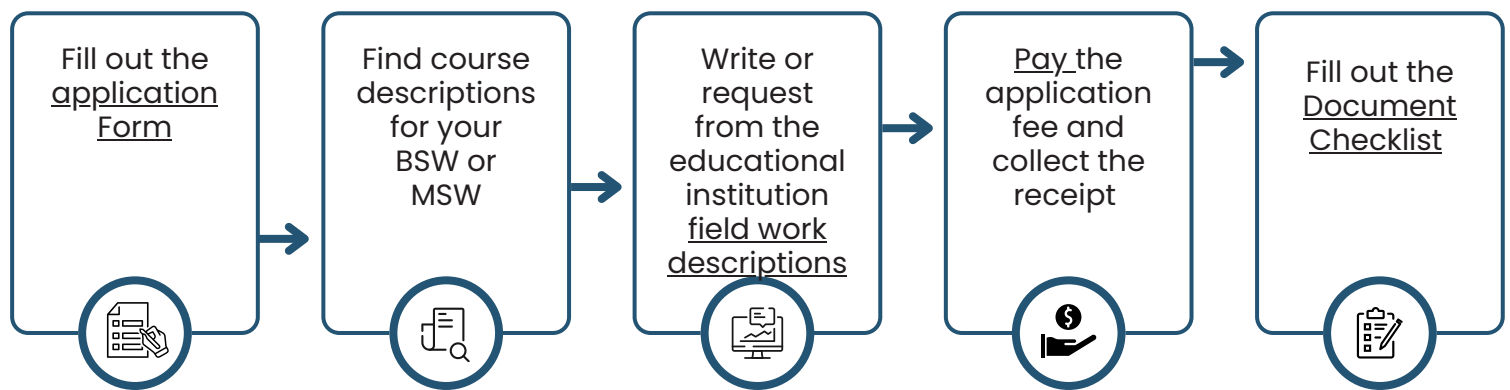 Fill out the
application
Form
Find course
descriptions
for your
BSW or
MSW
Write or
request
from the
educational
institution
field work
descriptions
Pay the
application
fee and
collect the
receipt
Fill out the
Document
Checklist